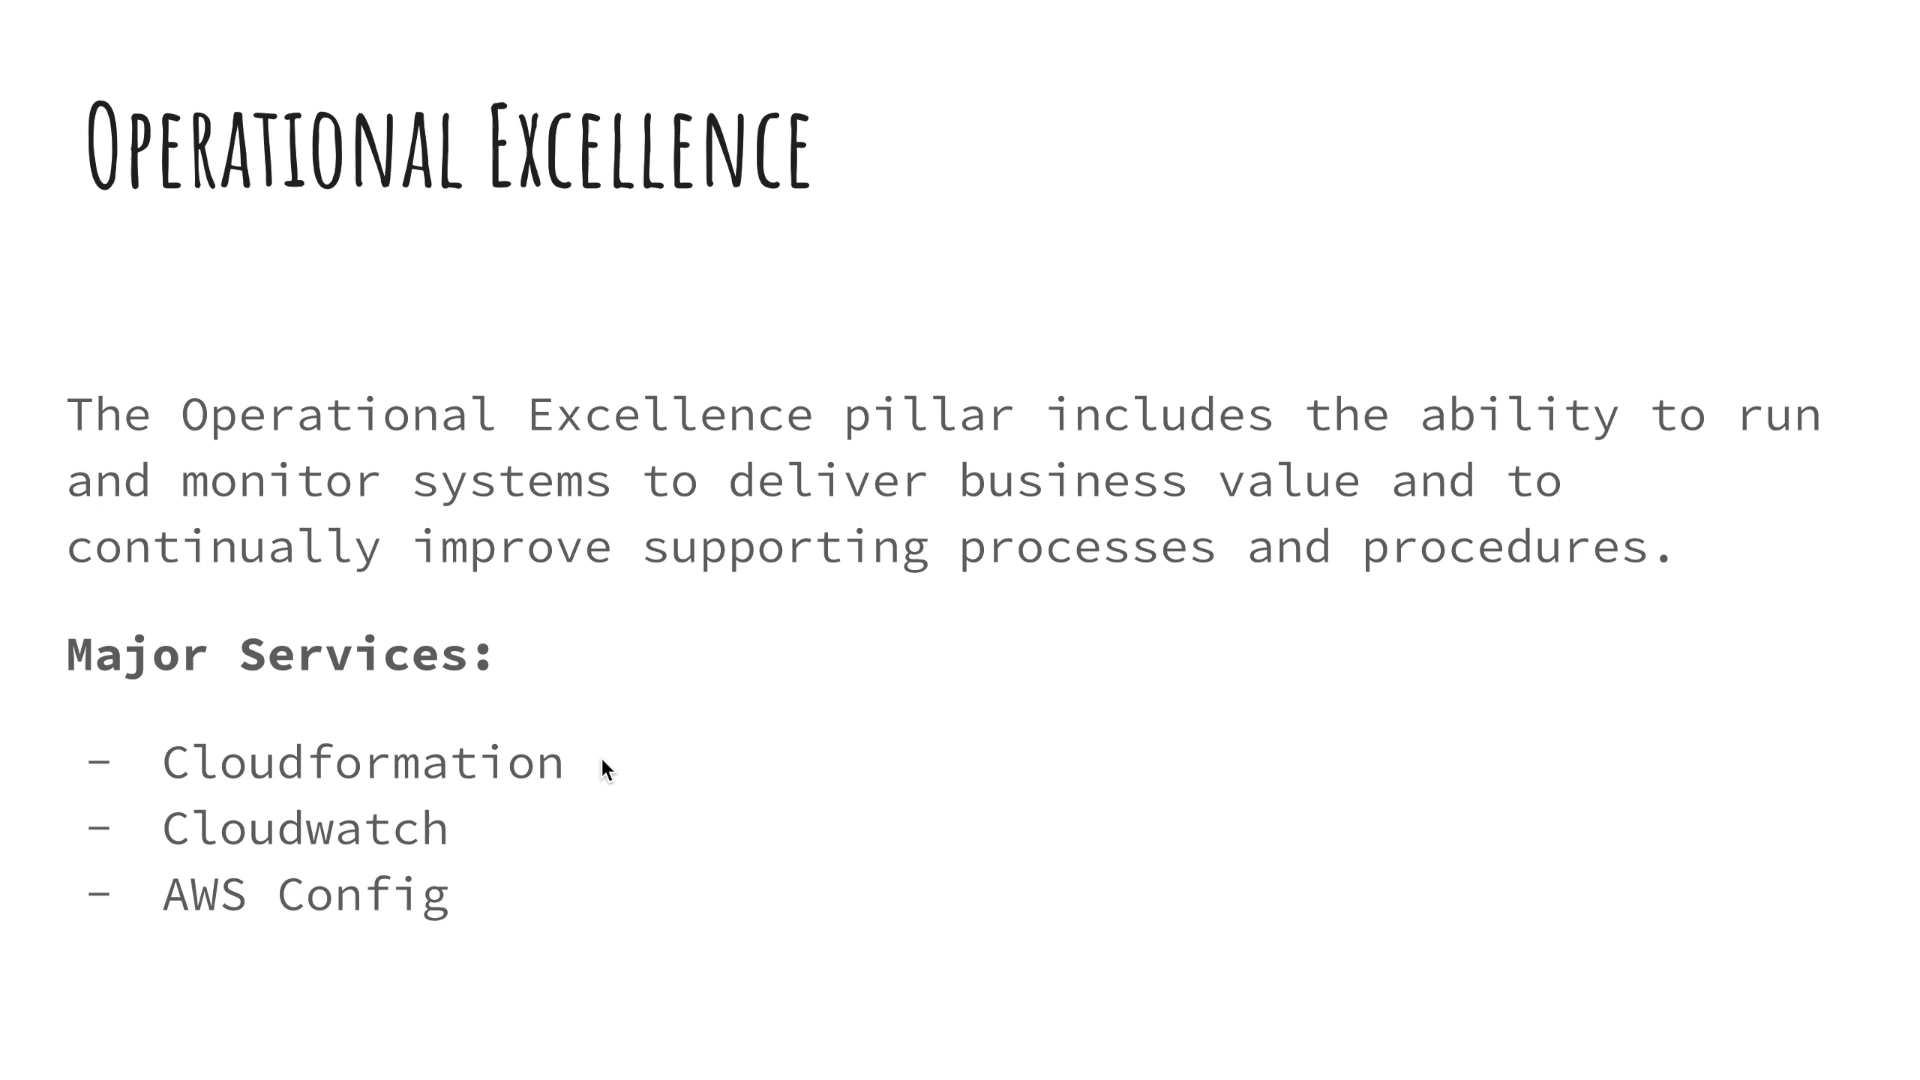 Operational Excellence
The Operational Excellence pillar includes the ability to run
and monitor systems to deliver business value and to
continually improve supporting processes and procedures.
Major Services:
- Cloudformation
- Cloudwatch
- AWS Config